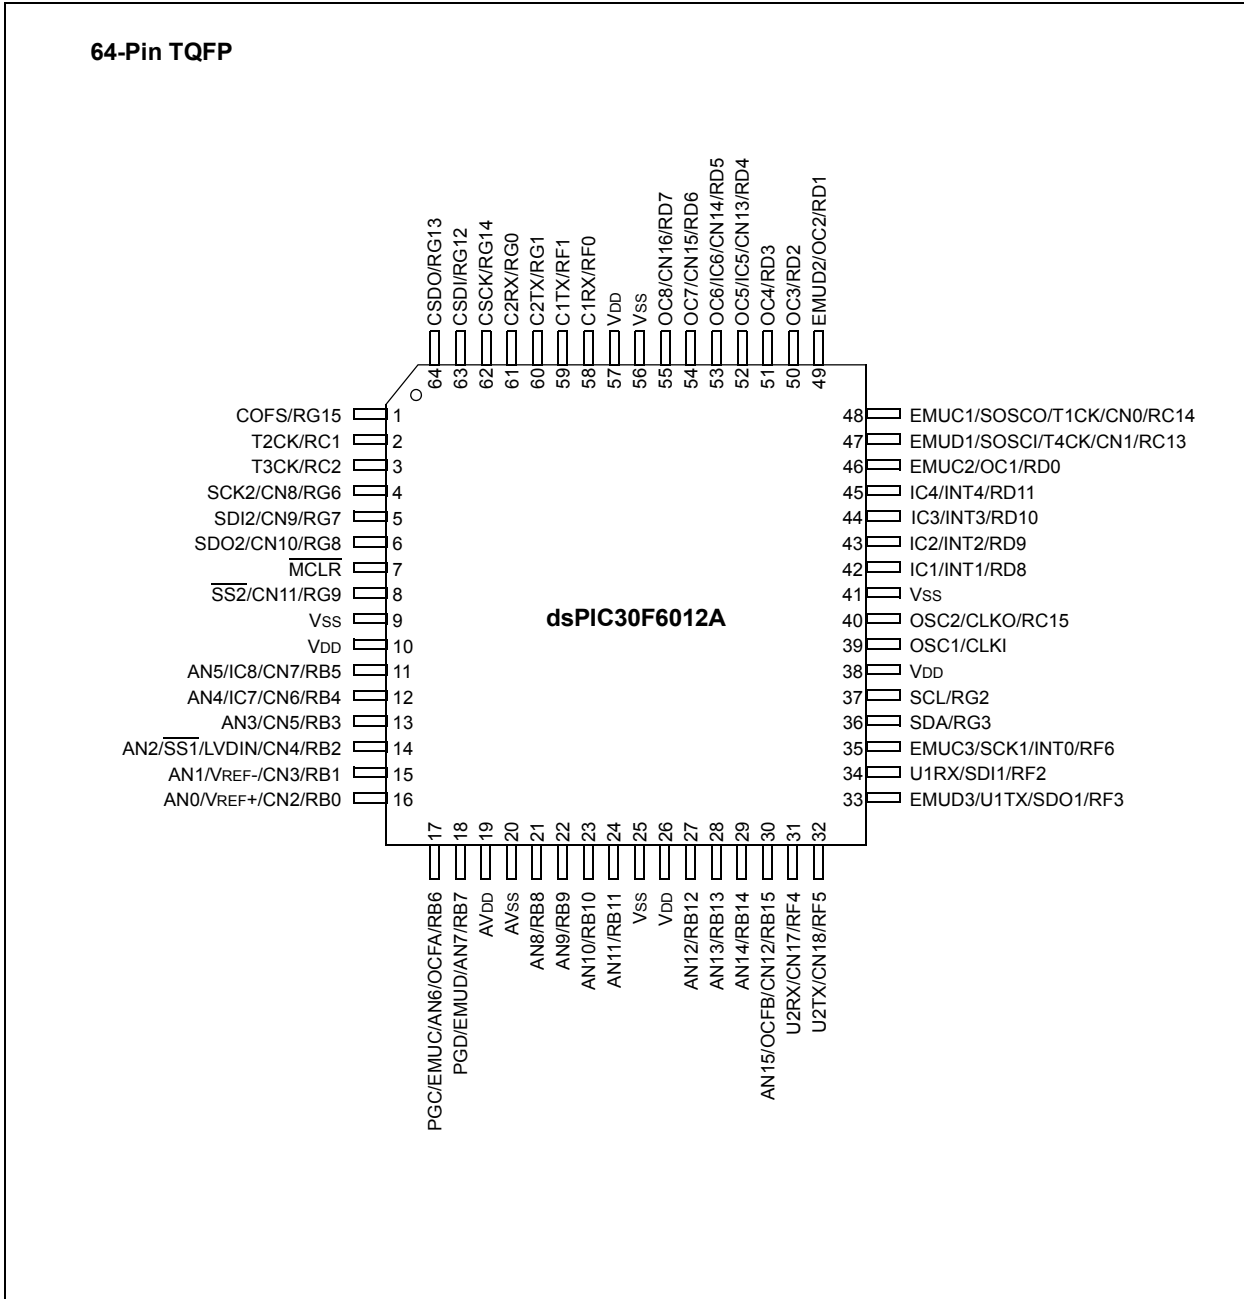 64-Pin TQFP
CSDO/RG13
CSDI/RG12
CSCK/RG14
C2RX/RG0
C2TX/RG1
C1TX/RF1
C1RX/RF0
VDD
VSS
OC8/CN16/RD7
OC7/CN15/RD6
OC6/IC6/CN14/RD5
OC5/IC5/CN13/RD4
OC4/RD3
OC3/RD2
EMUD2/OC2/RD1
64 63 62 61 60 59 58 57 56 55 54 53 52 51 50 49
COFS/RG15 1
T2CK/RC1 2
T3CK/RC2 3
SCK2/CN8/RG6 4
SDI2/CN9/RG7 5
SDO2/CN10/RG8 6
MCLR 7
SS2/CN11/RG9 8
VSS 9
VDD 10
AN5/IC8/CN7/RB5 11
AN4/IC7/CN6/RB4 12
AN3/CN5/RB3 13
AN2/SS1/LVDIN/CN4/RB2 14
AN1/VREF-/CN3/RB1 15
AN0/VREF+/CN2/RB0 16
dsPIC30F6012A
48 EMUC1/SOSCO/T1CK/CN0/RC14
47 EMUD1/SOSCI/T4CK/CN1/RC13
46 EMUC2/OC1/RD0
45 IC4/INT4/RD11
44 IC3/INT3/RD10
43 IC2/INT2/RD9
42 IC1/INT1/RD8
41 VSS
40 OSC2/CLKO/RC15
39 OSC1/CLKI
38 VDD
37 SCL/RG2
36 SDA/RG3
35 EMUC3/SCK1/INT0/RF6
34 U1RX/SDI1/RF2
33 EMUD3/U1TX/SDO1/RF3
17 18 19 20 21 22 23 24 25 26 27 28 29 30 31 32
PGC/EMUC/AN6/OCFA/RB6
PGD/EMUD/AN7/RB7
AVDD
AVSS
AN8/RB8
AN9/RB9
AN10/RB10
AN11/RB11
VSS
VDD
AN12/RB12
AN13/RB13
AN14/RB14
AN15/OCFB/CN12/RB15
U2RX/CN17/RF4
U2TX/CN18/RF5